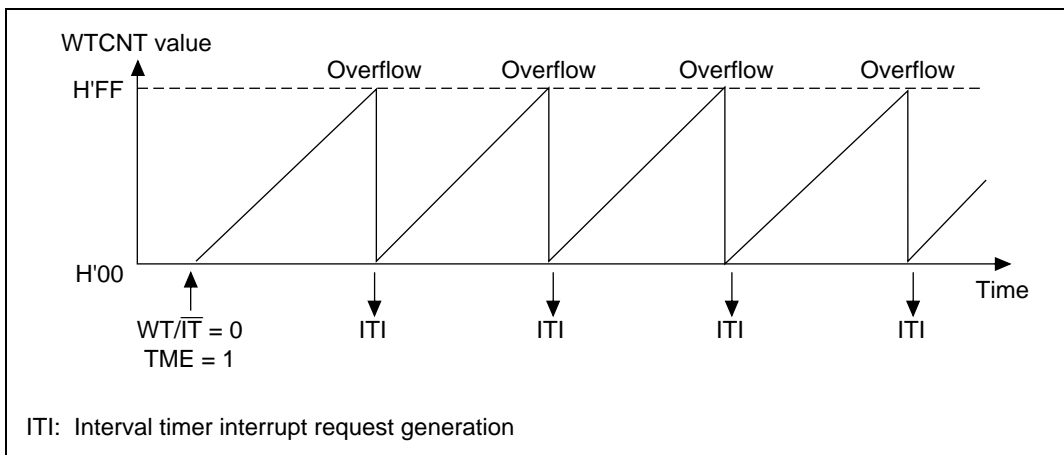 WTCNT value
Overflow Overflow Overflow Overflow
H'FF
H'00
Time
WT/I̅T̅ = 0
TME = 1
ITI ITI ITI ITI
ITI: Interval timer interrupt request generation